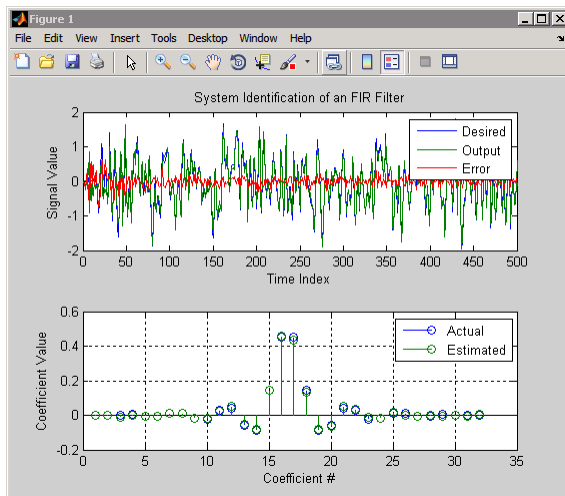 Figure 1
File Edit View Insert Tools Desktop Window Help
System Identification of an FIR Filter
Signal Value
2
1
0
-1
-2
Desired
Output
Error
0 50 100 150 200 250 300 350 400 450 500
Time Index
Coefficient Value
0.6
0.4
0.2
0
-0.2
Actual
Estimated
0 5 10 15 20 25 30 35
Coefficient #